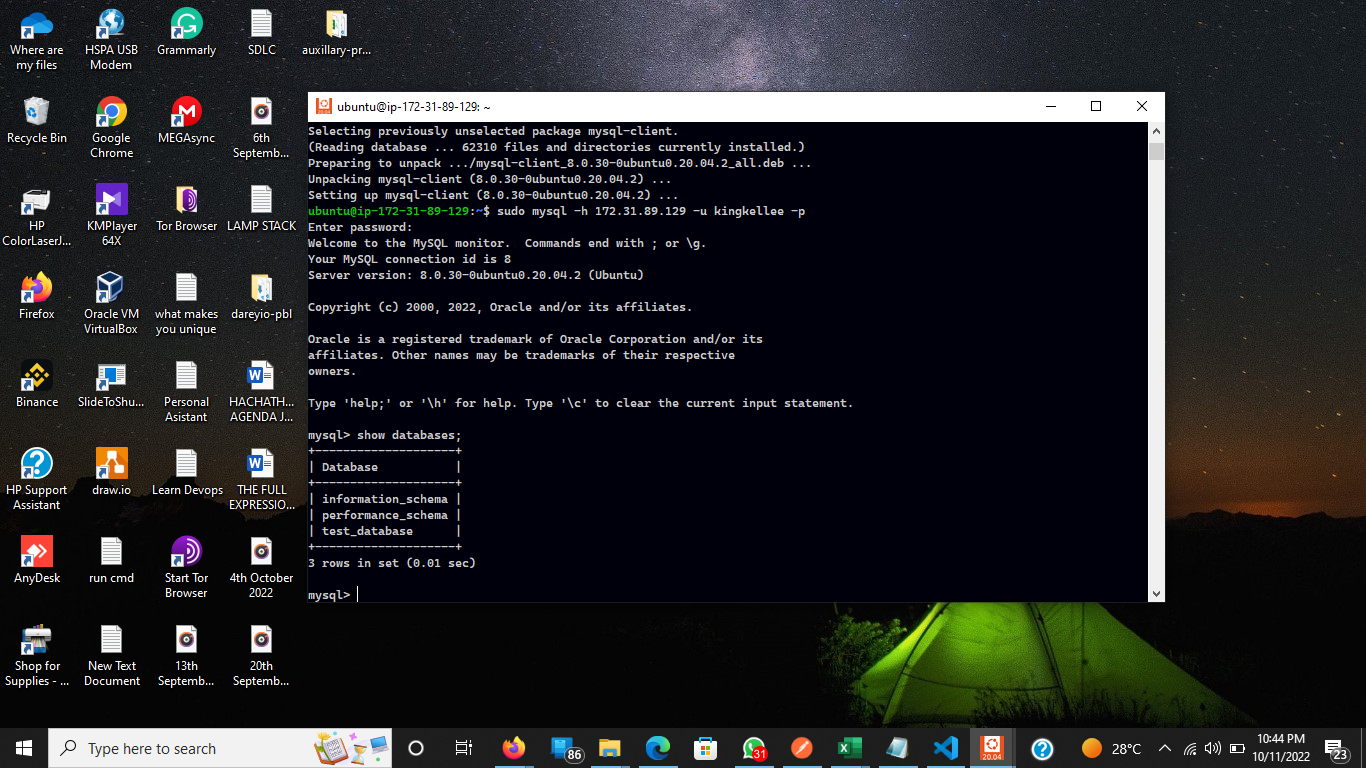 Where are
my files
HSPA USB
Modem
Grammarly
SDLC
auxillary-pr...
Recycle Bin
Google
Chrome
MEGAsync
6th
Septemb...
HP
ColorLaserJ...
KMPlayer
64X
Tor Browser
LAMP STACK
Firefox
Oracle VM
VirtualBox
what makes
you unique
dareyio-pbl
Binance
SlideToShu...
Personal
Asistant
HACHATH...
AGENDA J...
HP Support
Assistant
draw.io
Learn Devops
THE FULL
EXPRESSIO...
AnyDesk
run cmd
Start Tor
Browser
4th October
2022
Shop for
Supplies - ...
New Text
Document
13th
Septemb...
20th
Septemb...
ubuntu@ip-172-31-89-129: ~
Selecting previously unselected package mysql-client.
(Reading database ... 62310 files and directories currently installed.)
Preparing to unpack .../mysql-client_8.0.30-0ubuntu0.20.04.2_all.deb ...
Unpacking mysql-client (8.0.30-0ubuntu0.20.04.2) ...
Setting up mysql-client (8.0.30-0ubuntu0.20.04.2) ...
ubuntu@ip-172-31-89-129:~$ sudo mysql -h 172.31.89.129 -u kingkellee -p
Enter password:
Welcome to the MySQL monitor.  Commands end with ; or \g.
Your MySQL connection id is 8
Server version: 8.0.30-0ubuntu0.20.04.2 (Ubuntu)
Copyright (c) 2000, 2022, Oracle and/or its affiliates.
Oracle is a registered trademark of Oracle Corporation and/or its
affiliates. Other names may be trademarks of their respective
owners.
Type 'help;' or '\h' for help. Type '\c' to clear the current input statement.
mysql> show databases;
+--------------------+
| Database           |
+--------------------+
| information_schema |
| performance_schema |
| test_database      |
+--------------------+
3 rows in set (0.01 sec)
mysql>
Type here to search
86
31
20.04
28°C
10:44 PM
10/11/2022
23